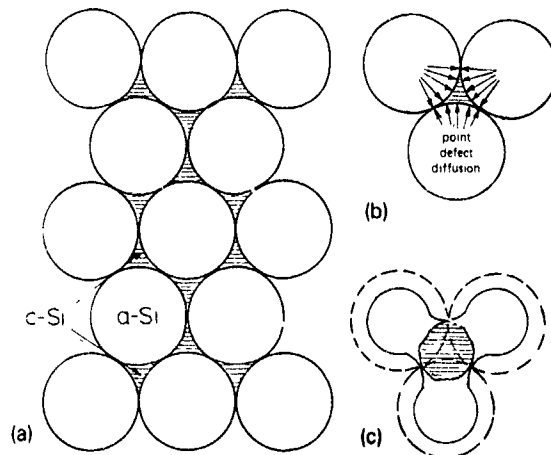 (a)
c-Si
a-Si
(b)
point
defect
diffusion
(c)